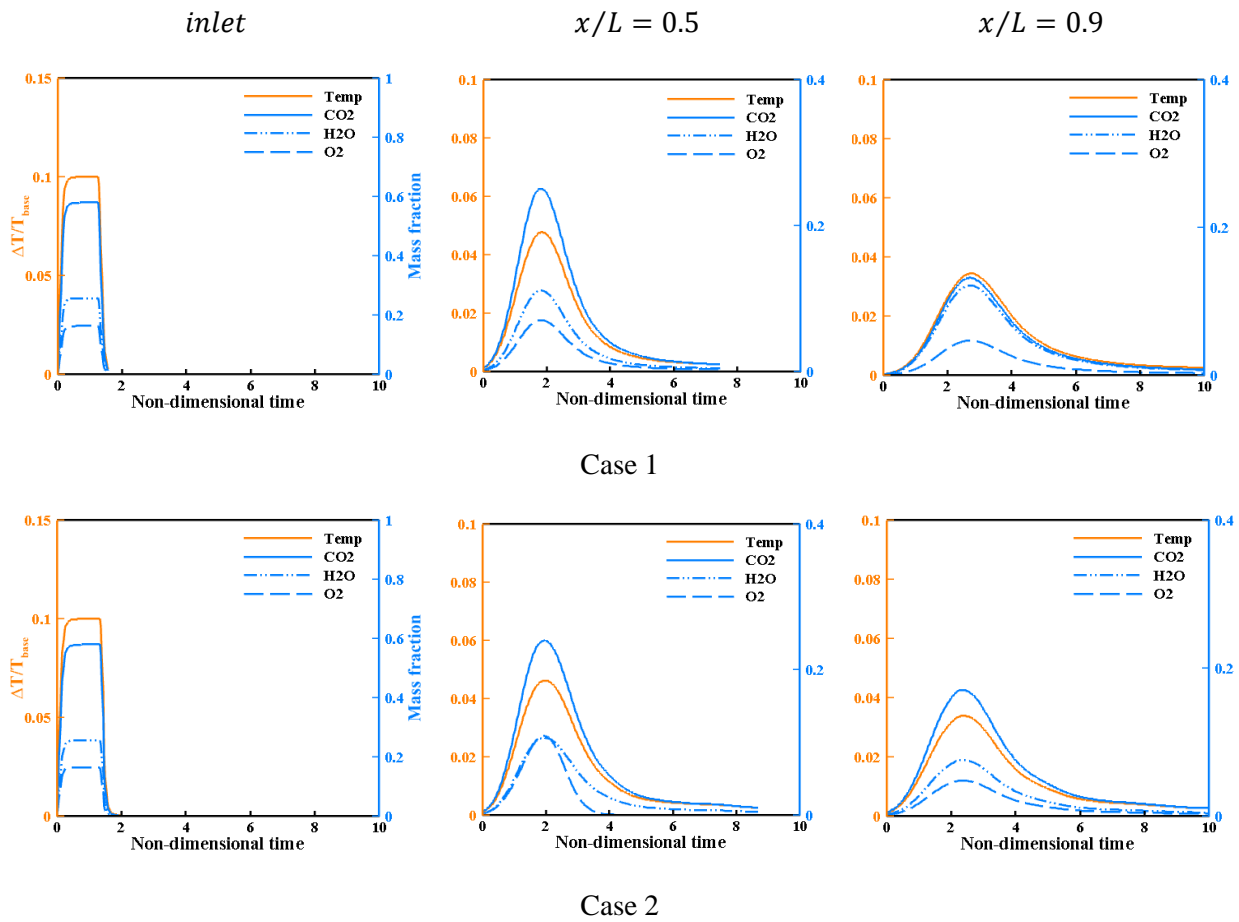 inlet
x/L = 0.5
x/L = 0.9
0.15
0.1
0.05
0
ΔT/T_base
1
0.8
0.6
0.4
0.2
0
Mass fraction
Temp
CO2
H2O
O2
0 2 4 6 8 10
Non-dimensional time
0.1
0.08
0.06
0.04
0.02
0
0.4
0.2
0
Temp
CO2
H2O
O2
0 2 4 6 8 10
Non-dimensional time
0.1
0.08
0.06
0.04
0.02
0
0.4
0.2
0
Temp
CO2
H2O
O2
0 2 4 6 8 10
Non-dimensional time
Case 1
0.15
0.1
0.05
0
ΔT/T_base
1
0.8
0.6
0.4
0.2
0
Mass fraction
Temp
CO2
H2O
O2
0 2 4 6 8 10
Non-dimensional time
0.1
0.08
0.06
0.04
0.02
0
0.4
0.2
0
Temp
CO2
H2O
O2
0 2 4 6 8 10
Non-dimensional time
0.1
0.08
0.06
0.04
0.02
0
0.4
0.2
0
Temp
CO2
H2O
O2
0 2 4 6 8 10
Non-dimensional time
Case 2